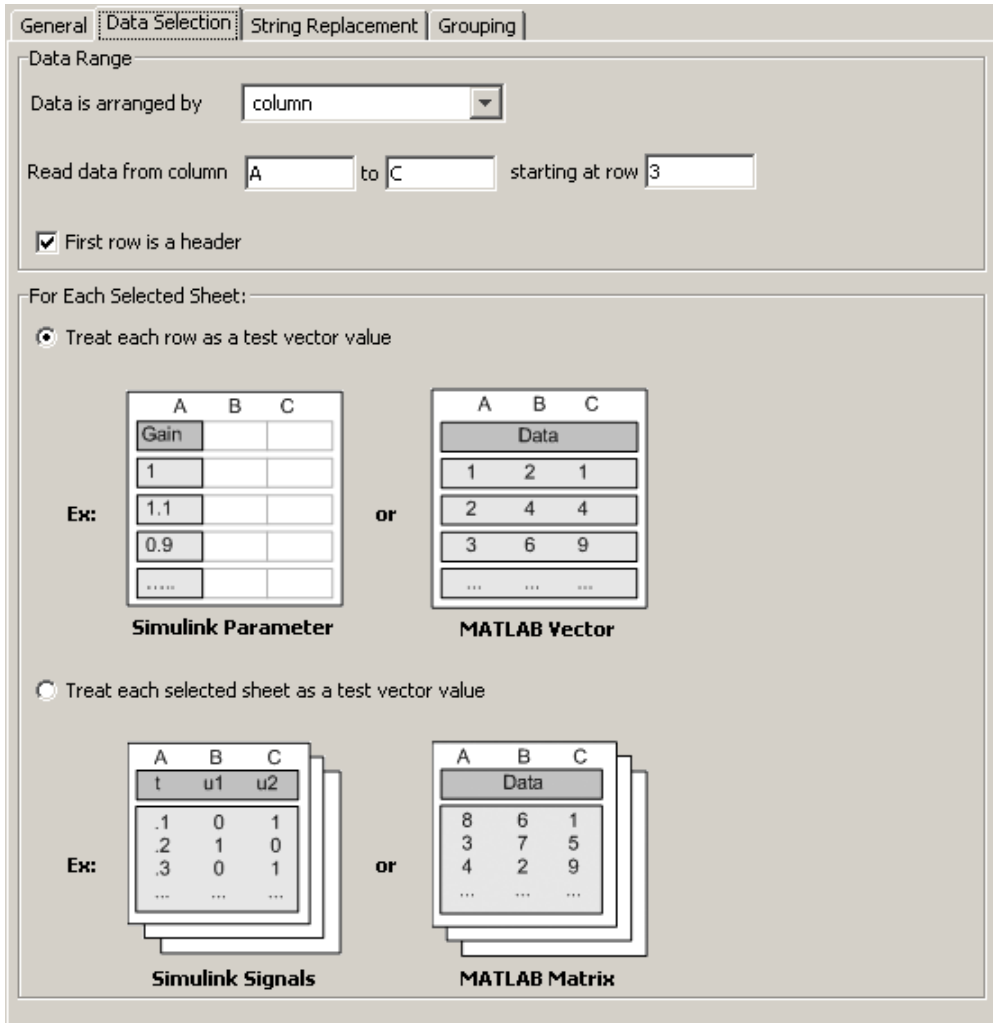 General Data Selection String Replacement Grouping
Data Range
Data is arranged by column
Read data from column A to C starting at row 3
First row is a header
For Each Selected Sheet:
Treat each row as a test vector value
A B C
Gain
1
1.1
0.9
.....
Ex:
Simulink Parameter
or
A B C
Data
1 2 1
2 4 4
3 6 9
... ... ...
MATLAB Vector
Treat each selected sheet as a test vector value
A B C
t u1 u2
.1 0 1
.2 1 0
.3 0 1
... ... ...
Ex:
Simulink Signals
or
A B C
Data
8 6 1
3 7 5
4 2 9
... ... ...
MATLAB Matrix